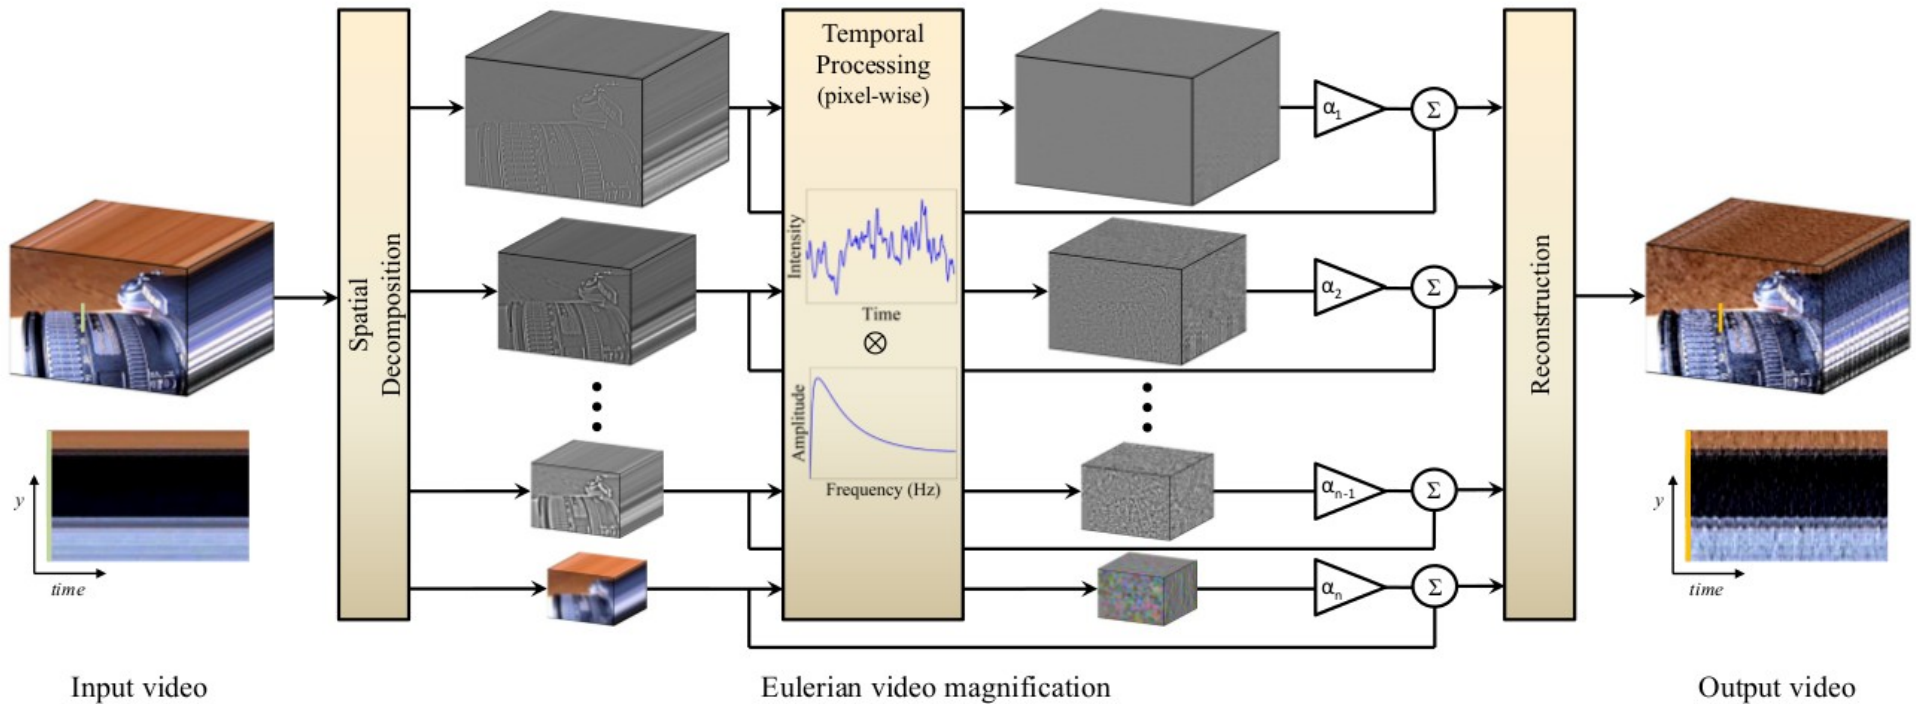 Temporal
Processing
(pixel-wise)
Intensity
Time
⊗
Amplitude
Frequency (Hz)
Spatial
Decomposition
Reconstruction
α1
Σ
α2
Σ
αn-1
Σ
αn
Σ
y
time
y
time
Input video
Eulerian video magnification
Output video